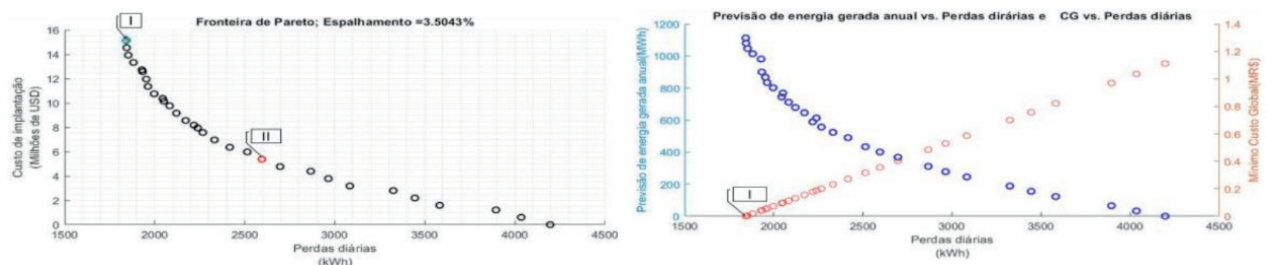 Fronteira de Pareto; Espalhamento =3.5043%
I
II
Custo de implantação
(Milhões de USD)
16
14
12
10
8
6
4
2
0
1500 2000 2500 3000 3500 4000 4500
Perdas diárias
(kWh)
Previsão de energia gerada anual vs. Perdas dirárias e CG vs. Perdas diárias
Previsão de energia gerada anual(MWh)
1200
1000
800
600
400
200
0
I
1.4
1.2
1
0.8
0.6
0.4
0.2
0
Mínimo Custo Global(MR$)
1500 2000 2500 3000 3500 4000 4500
Perdas diárias
(kWh)